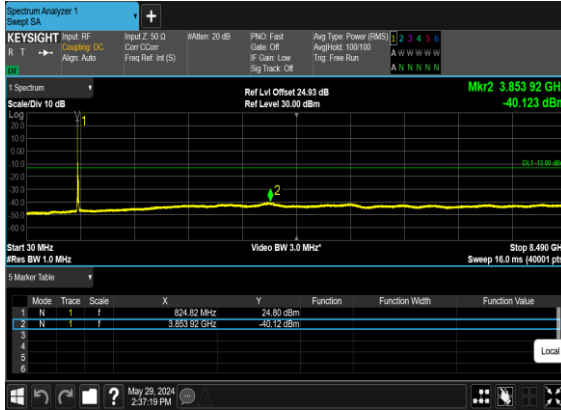 Spectrum Analyzer 1
Swept SA
+
KEYSIGHT Input: RF Input Z: 50 Ω #Atten: 20 dB PNO: Fast Avg Type: Power (RMS) 1 2 3 4 5 6
R T Coupling: DC Corr CCorr Gate: Off Avg|Hold: 100/100 A W W W W W
Align: Auto Freq Ref: Int (S) IF Gain: Low Trig: Free Run
Sig Track: Off A N N N N N
1 Spectrum
Ref Lvl Offset 24.93 dB Mkr2 3.853 92 GH
Scale/Div 10 dB Ref Level 30.00 dBm -40.123 dBm
Log
20.0
10.0
0.00
-10.0
DL1 -13.00 dB
-20.0
-30.0
-40.0
-50.0
-60.0
1
2
Start 30 MHz Video BW 3.0 MHz* Stop 8.490 GH
#Res BW 1.0 MHz Sweep 16.0 ms (40001 pts
5 Marker Table
Mode Trace Scale X Y Function Function Width Function Value
1 N 1 f 824.82 MHz 24.80 dBm
2 N 1 f 3.853 92 GHz -40.12 dBm
3
4
5
6
Local
? May 29, 2024
2:37:19 PM